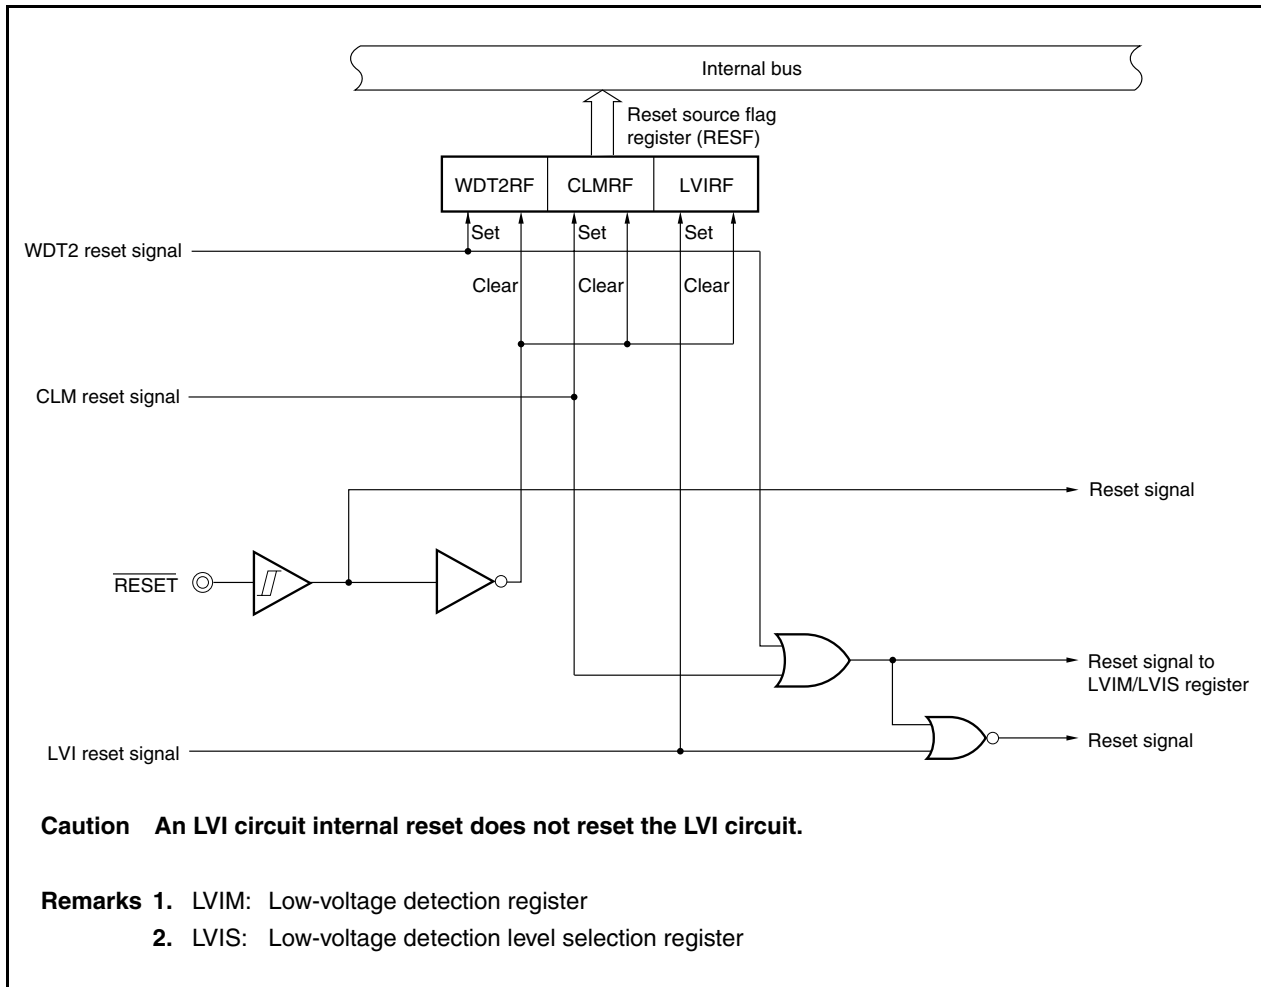 Internal bus
Reset source flag
register (RESF)
WDT2RF CLMRF LVIRF
Set Set Set
WDT2 reset signal
Clear Clear Clear
CLM reset signal
Reset signal
RESET
Reset signal to
LVIM/LVIS register
Reset signal
LVI reset signal
Caution An LVI circuit internal reset does not reset the LVI circuit.
Remarks 1. LVIM: Low-voltage detection register
2. LVIS: Low-voltage detection level selection register